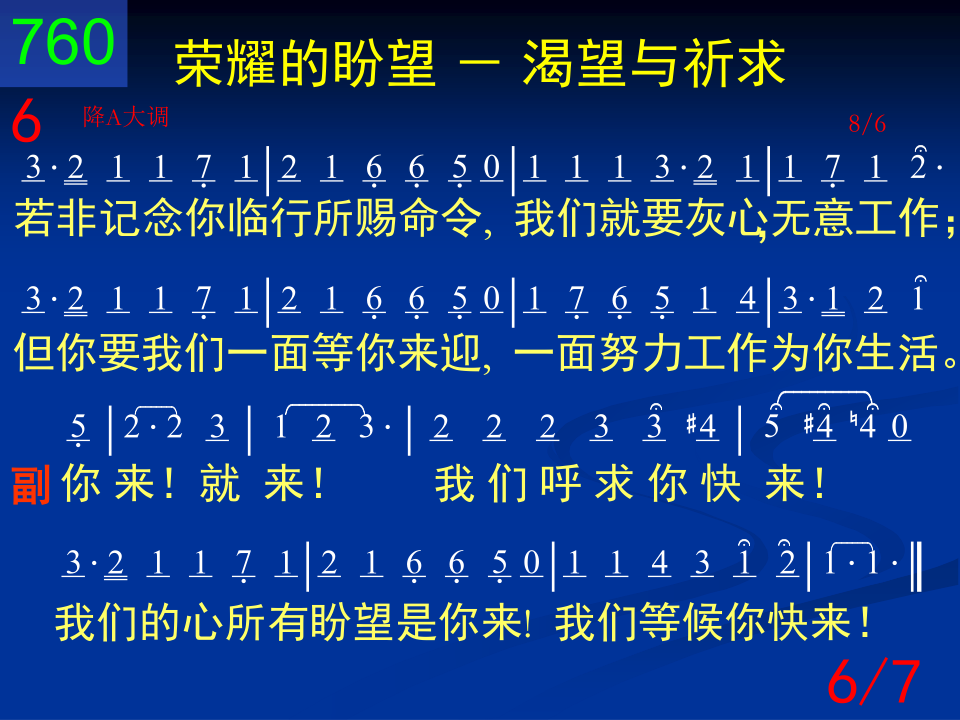 760
荣耀的盼望 － 渴望与祈求
6
降A大调
8/6
3·2 1 1 7 1|2 1 6 6 5 0|1 1 1 3·2 1|1 7 1 2·
若非记念你临行所赐命令, 我们就要灰心,无意工作;
3·2 1 1 7 1|2 1 6 6 5 0|1 7 6 5 1 4|3·1 2 1
但你要我们一面等你来迎, 一面努力工作为你生活。
5|2·2 3|1 2 3·|2 2 2 3 3 #4|5 #4 ♮4 0
副 你 来! 就 来! 我 们 呼 求 你 快 来!
3·2 1 1 7 1|2 1 6 6 5 0|1 1 4 3 1 2|1·1·‖
我们的心所有盼望是你来! 我们等候你快来!
6/7